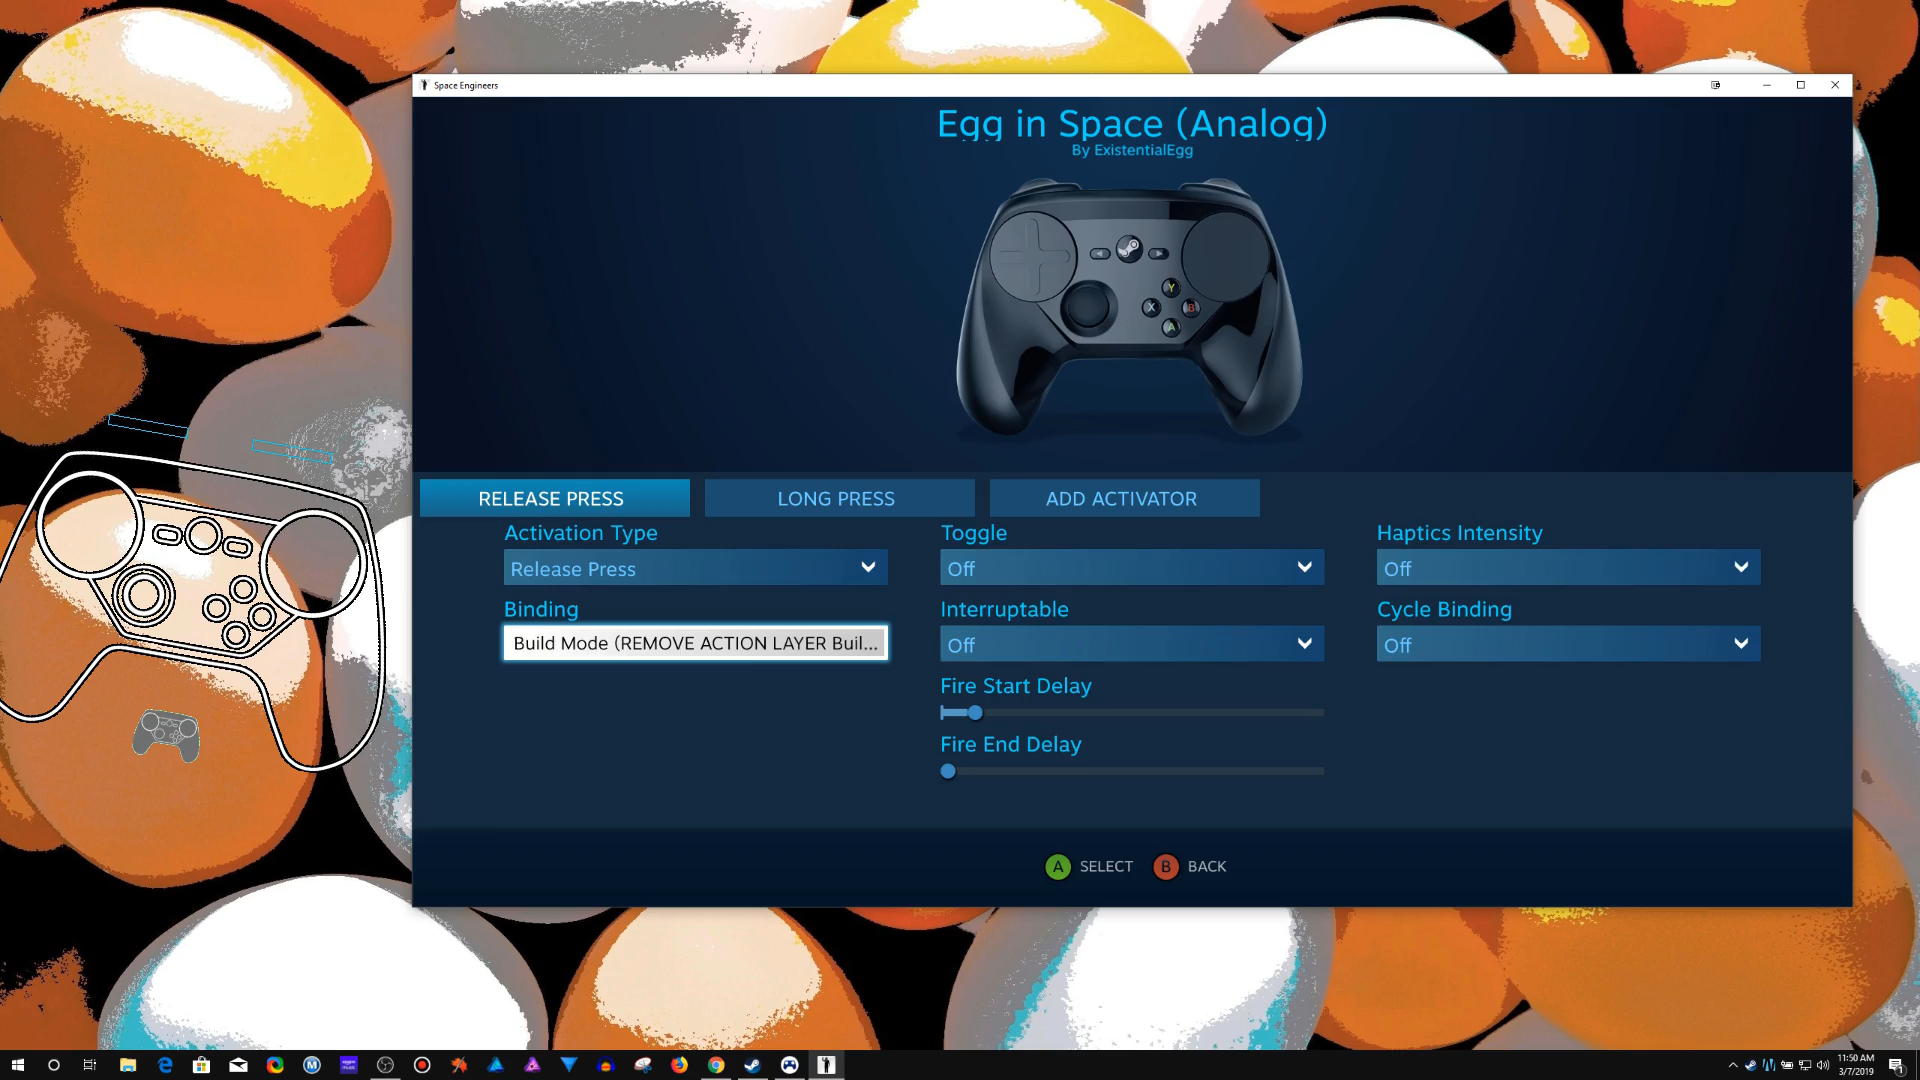 Space Engineers
Egg in Space (Analog)
By ExistentialEgg
Y
X
B
A
RELEASE PRESS
LONG PRESS
ADD ACTIVATOR
Activation Type
Toggle
Haptics Intensity
Release Press
Off
Off
Binding
Interruptable
Cycle Binding
Build Mode (REMOVE ACTION LAYER Buil...
Off
Off
Fire Start Delay
Fire End Delay
A SELECT
B BACK
11:50 AM
3/7/2019